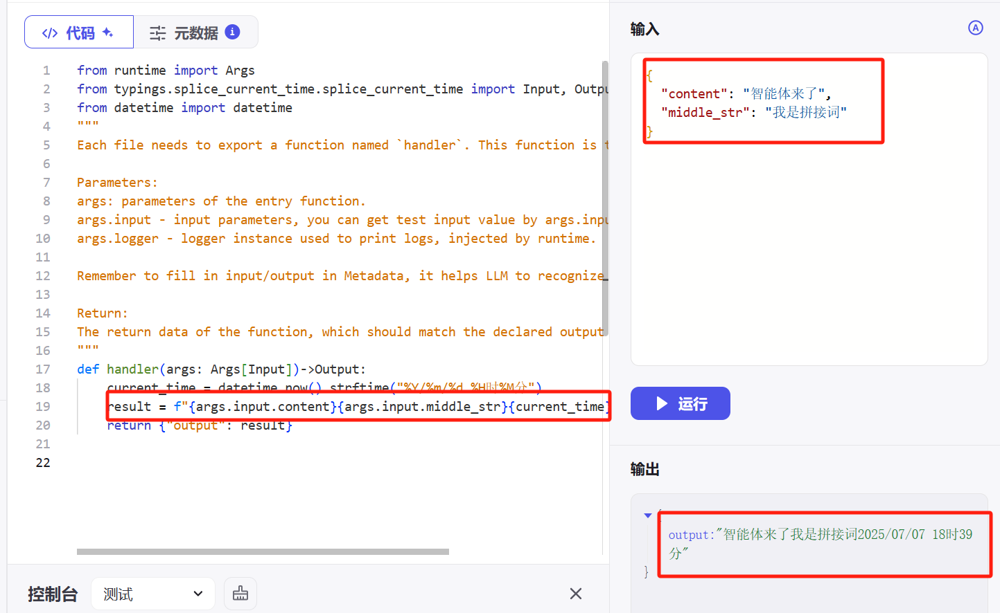 </> 代码
元数据 i
1 from runtime import Args
2 from typings.splice_current_time.splice_current_time import Input, Outpu
3 from datetime import datetime
4 """
5 Each file needs to export a function named `handler`. This function is t
6
7 Parameters:
8 args: parameters of the entry function.
9 args.input - input parameters, you can get test input value by args.inpu
10 args.logger - logger instance used to print logs, injected by runtime.
11
12 Remember to fill in input/output in Metadata, it helps LLM to recognize
13
14 Return:
15 The return data of the function, which should match the declared output
16 """
17 def handler(args: Args[Input])->Output:
18 current_time = datetime.now().strftime("%Y/%m/%d %H时%M分")
19 result = f"{args.input.content}{args.input.middle_str}{current_time}
20 return {"output": result}
21
22
控制台
测试
输入
A
{
"content": "智能体来了",
"middle_str": "我是拼接词"
}
运行
输出
{
output:"智能体来了我是拼接词2025/07/07 18时39
分"
}